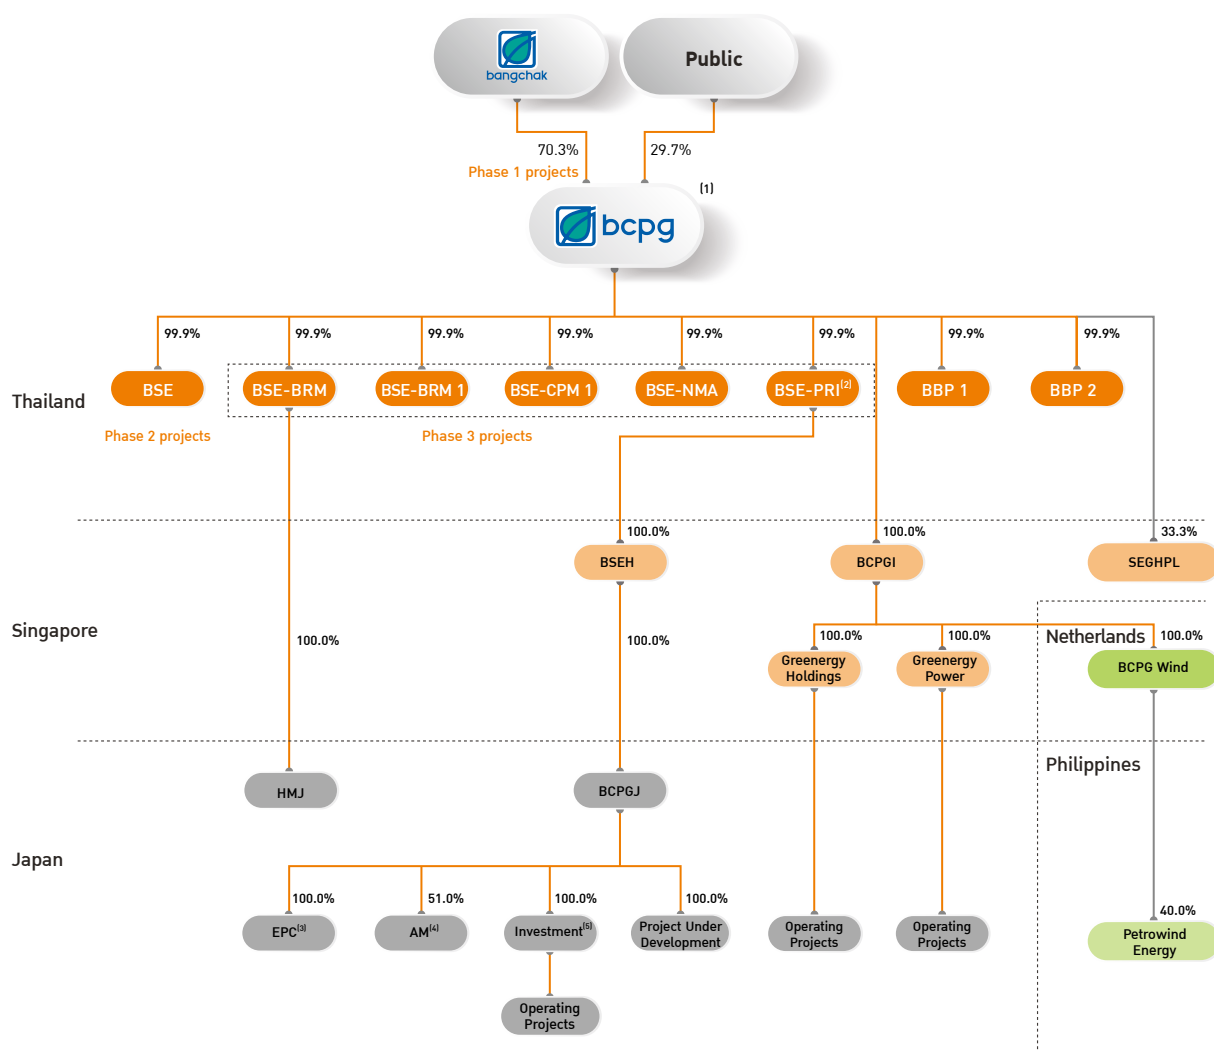 bangchak
Public
70.3%
29.7%
Phase 1 projects
(1)
bcpg
99.9%
99.9%
99.9%
99.9%
99.9%
99.9%
99.9%
99.9%
Thailand
BSE
BSE-BRM
BSE-BRM 1
BSE-CPM 1
BSE-NMA
BSE-PRI(2)
BBP 1
BBP 2
Phase 2 projects
Phase 3 projects
100.0%
100.0%
33.3%
BSEH
BCPGI
SEGHPL
Singapore
100.0%
100.0%
100.0%
100.0%
Netherlands
100.0%
Greenergy
Holdings
Greenergy
Power
BCPG Wind
Philippines
HMJ
BCPGJ
Japan
100.0%
51.0%
100.0%
100.0%
40.0%
EPC(3)
AM(4)
Investment(5)
Project Under
Development
Operating
Projects
Operating
Projects
Petrowind
Energy
Operating
Projects